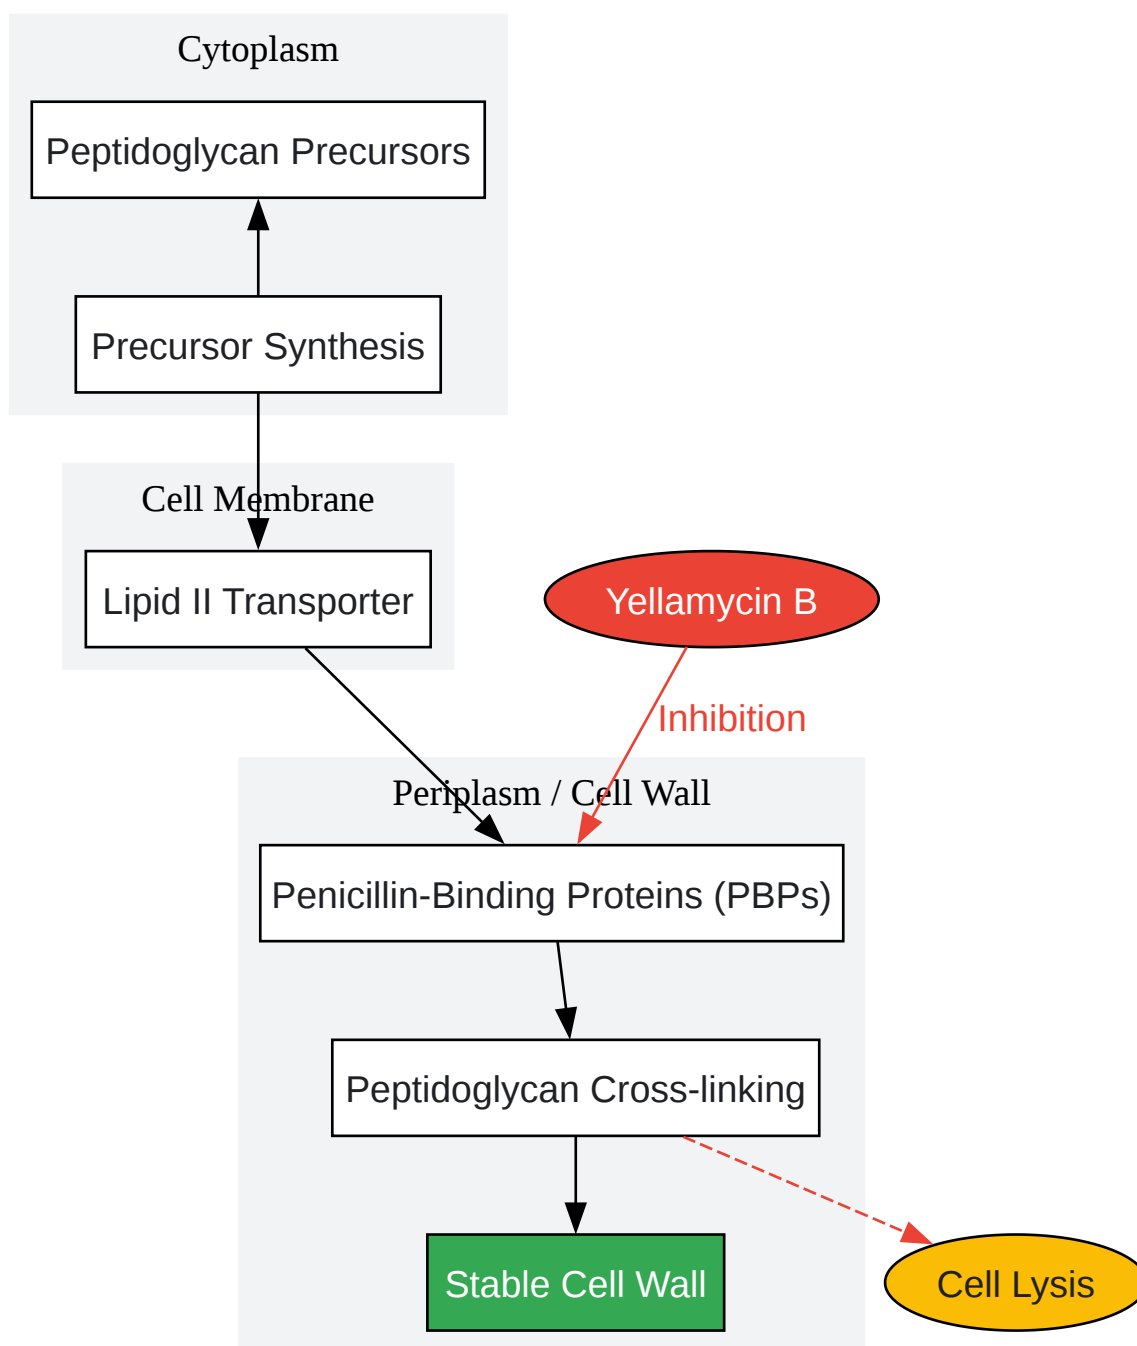 Cytoplasm
Peptidoglycan Precursors
Precursor Synthesis
Cell Membrane
Lipid II Transporter
Yellamycin B
Inhibition
Periplasm / Cell Wall
Penicillin-Binding Proteins (PBPs)
Peptidoglycan Cross-linking
Stable Cell Wall
Cell Lysis